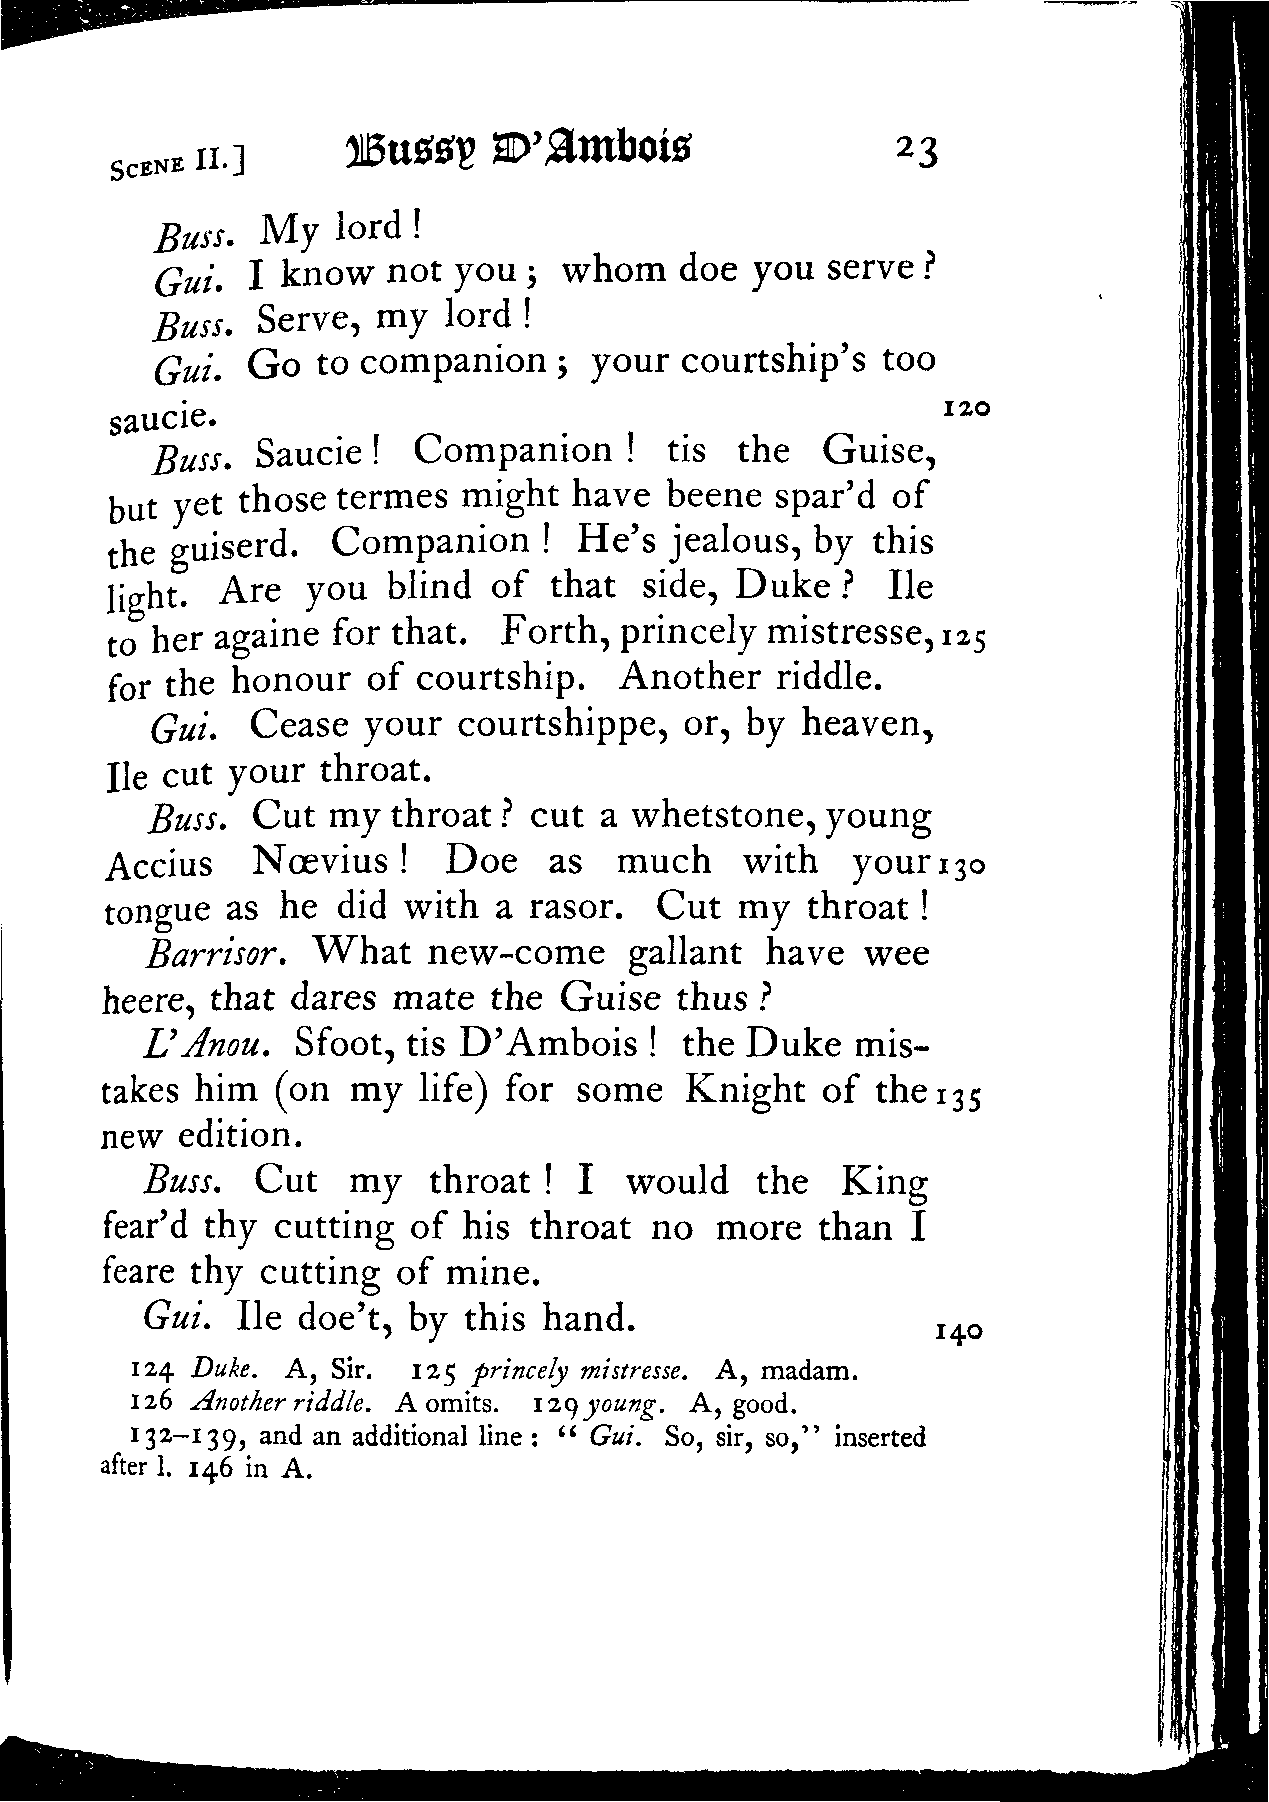 SCENE II.] Bussy D'Ambois 23
Buss. My lord !
Gui. I know not you ; whom doe you serve ?
Buss. Serve, my lord !
Gui. Go to companion ; your courtship's too
saucie. 120
Buss. Saucie ! Companion ! tis the Guise,
but yet those termes might have beene spar'd of
the guiserd. Companion ! He's jealous, by this
light. Are you blind of that side, Duke ? Ile
to her againe for that. Forth, princely mistresse, 125
for the honour of courtship. Another riddle.
Gui. Cease your courtshippe, or, by heaven,
Ile cut your throat.
Buss. Cut my throat ? cut a whetstone, young
Accius Nœvius ! Doe as much with your 130
tongue as he did with a rasor. Cut my throat !
Barrisor. What new-come gallant have wee
heere, that dares mate the Guise thus ?
L'Anou. Sfoot, tis D'Ambois ! the Duke mis-
takes him (on my life) for some Knight of the 135
new edition.
Buss. Cut my throat ! I would the King
fear'd thy cutting of his throat no more than I
feare thy cutting of mine.
Gui. Ile doe't, by this hand. 140
124 Duke. A, Sir. 125 princely mistresse. A, madam.
126 Another riddle. A omits. 129 young. A, good.
132–139, and an additional line : “ Gui. So, sir, so,” inserted
after l. 146 in A.